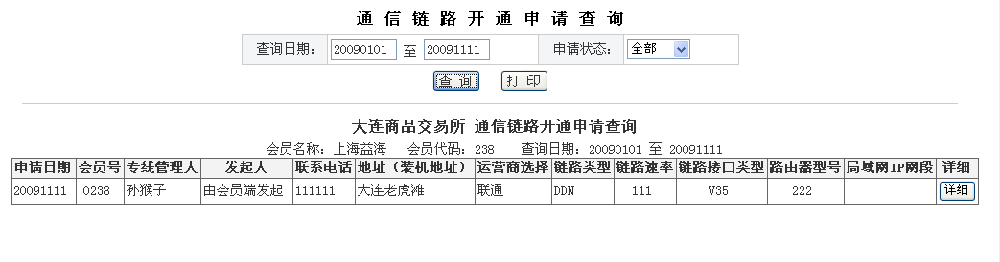 通 信 链 路 开 通 申 请 查 询
查询日期： 20090101 至 20091111 申请状态： 全部
查 询 打 印
大连商品交易所 通信链路开通申请查询
会员名称：上海益海 会员代码：238 查询日期：20090101 至 20091111
申请日期 会员号 专线管理人 发起人 联系电话 地址（装机地址） 运营商选择 链路类型 链路速率 链路接口类型 路由器型号 局域网IP网段 详细
20091111 0238 孙猴子 由会员端发起 111111 大连老虎滩 联通 DDN 111 V35 222 详细